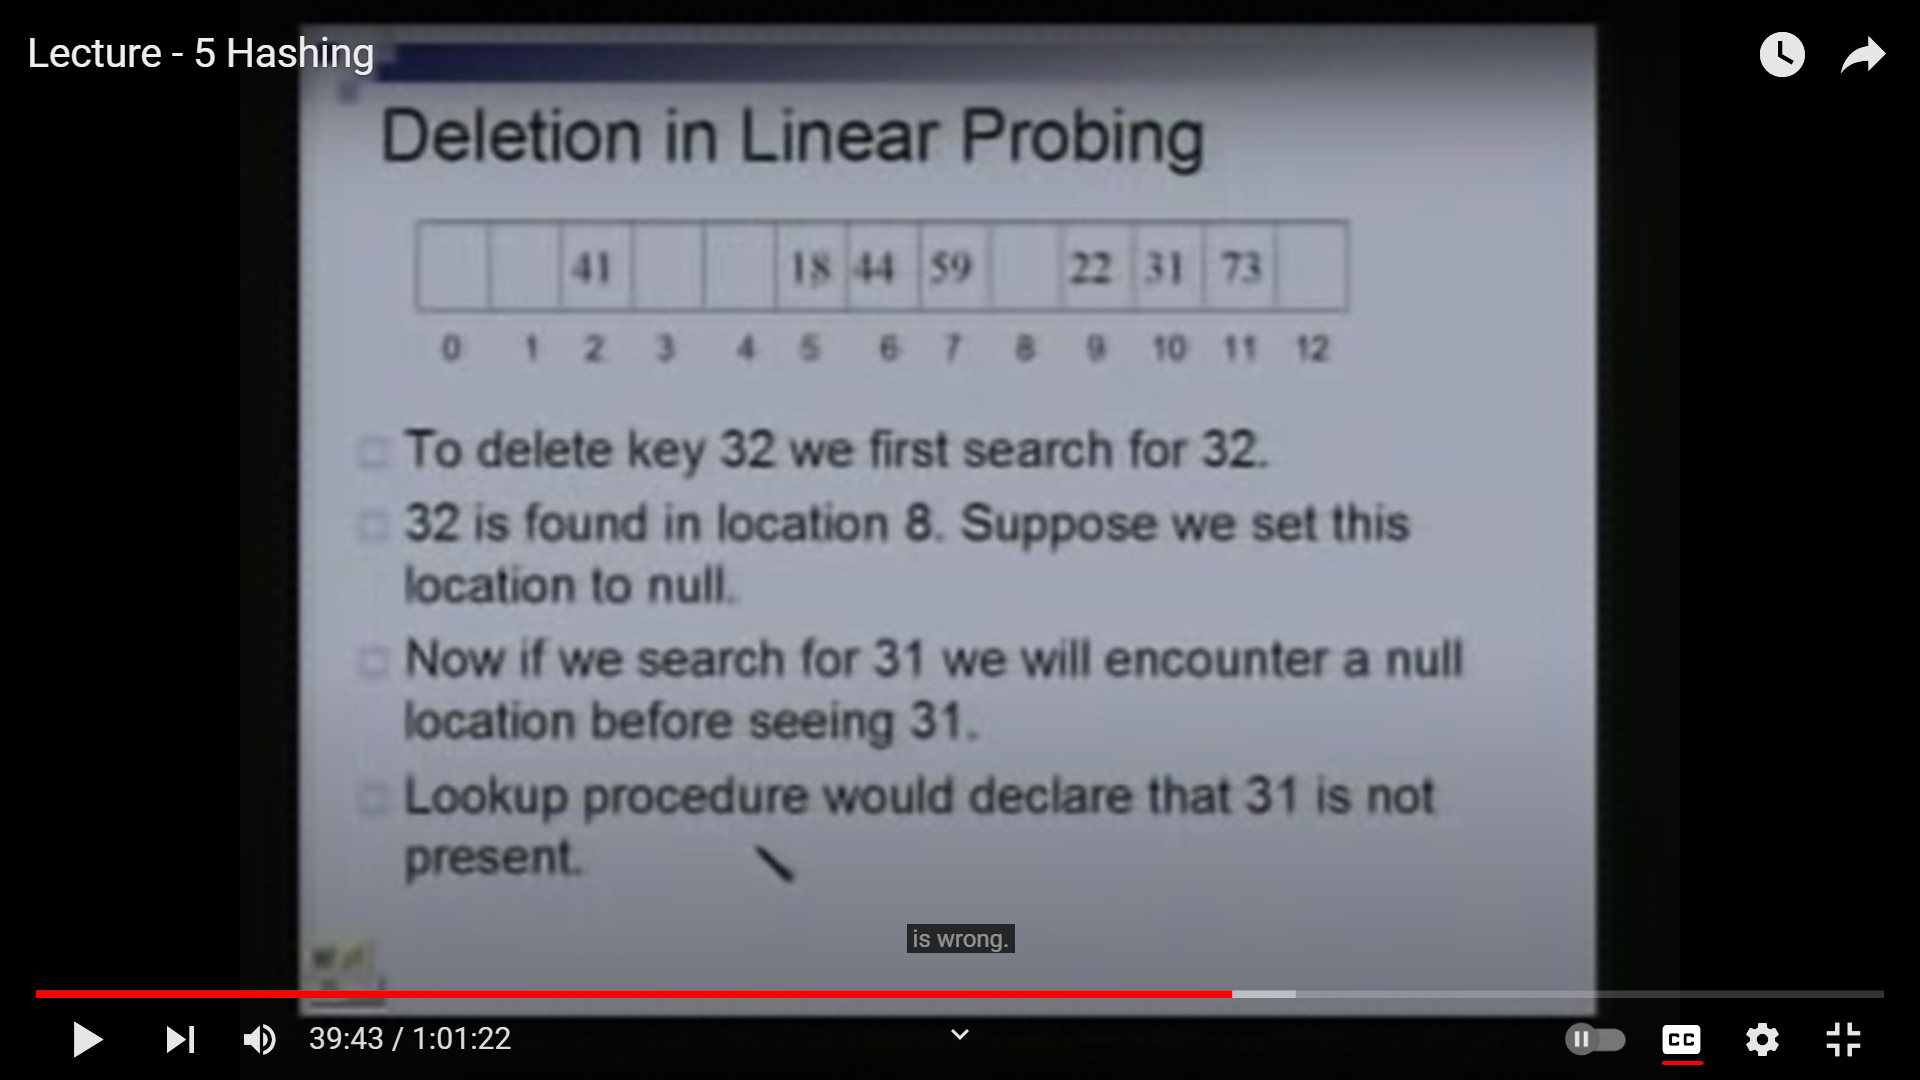 Lecture - 5 Hashing
Deletion in Linear Probing
41 18 44 59 22 31 73
0 1 2 3 4 5 6 7 8 9 10 11 12
To delete key 32 we first search for 32.
32 is found in location 8. Suppose we set this
location to null.
Now if we search for 31 we will encounter a null
location before seeing 31.
Lookup procedure would declare that 31 is not
present.
is wrong.
39:43 / 1:01:22
CC